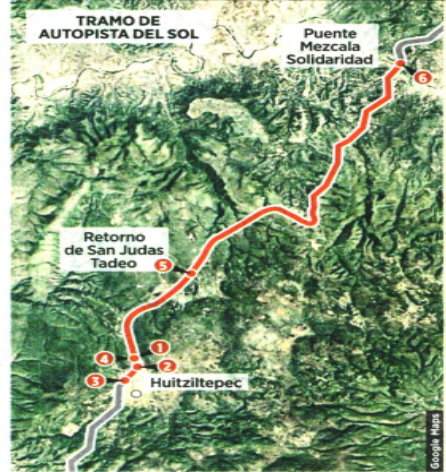 TRAMO DE
AUTOPISTA DEL SOL
Puente
Mezcala
Solidaridad
6
Retorno
de San Judas
Tadeo
5
1
4
2
3
Huitziltepec
Google Maps